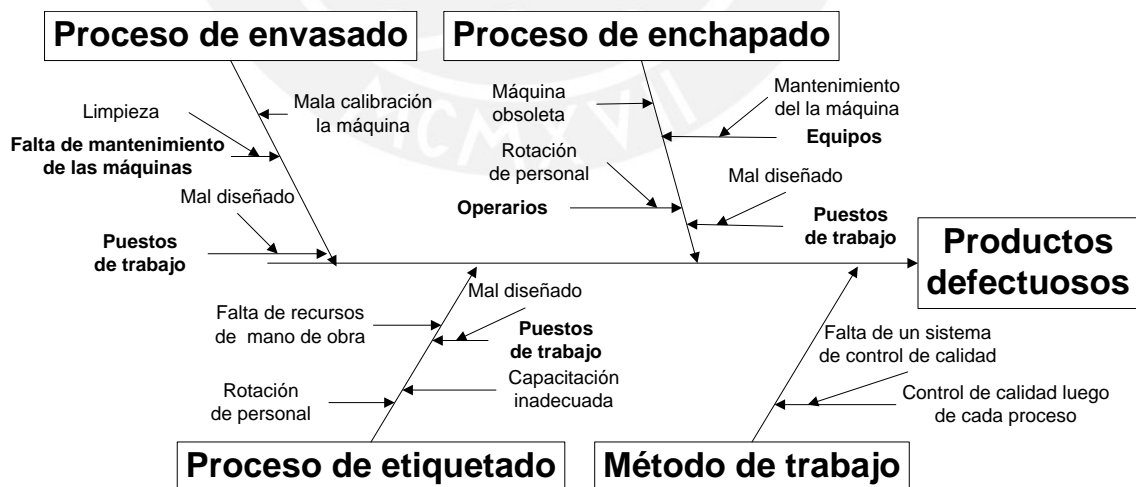 Proceso de envasado
Proceso de enchapado
Limpieza
Falta de mantenimiento
de las máquinas
Mala calibración
la máquina
Mal diseñado
Puestos
de trabajo
Máquina
obsoleta
Mantenimiento
del la máquina
Equipos
Rotación
de personal
Operarios
Mal diseñado
Puestos
de trabajo
Productos
defectuosos
Falta de recursos
de mano de obra
Mal diseñado
Puestos
de trabajo
Rotación
de personal
Capacitación
inadecuada
Falta de un sistema
de control de calidad
Control de calidad luego
de cada proceso
Proceso de etiquetado
Método de trabajo
MCMXVII